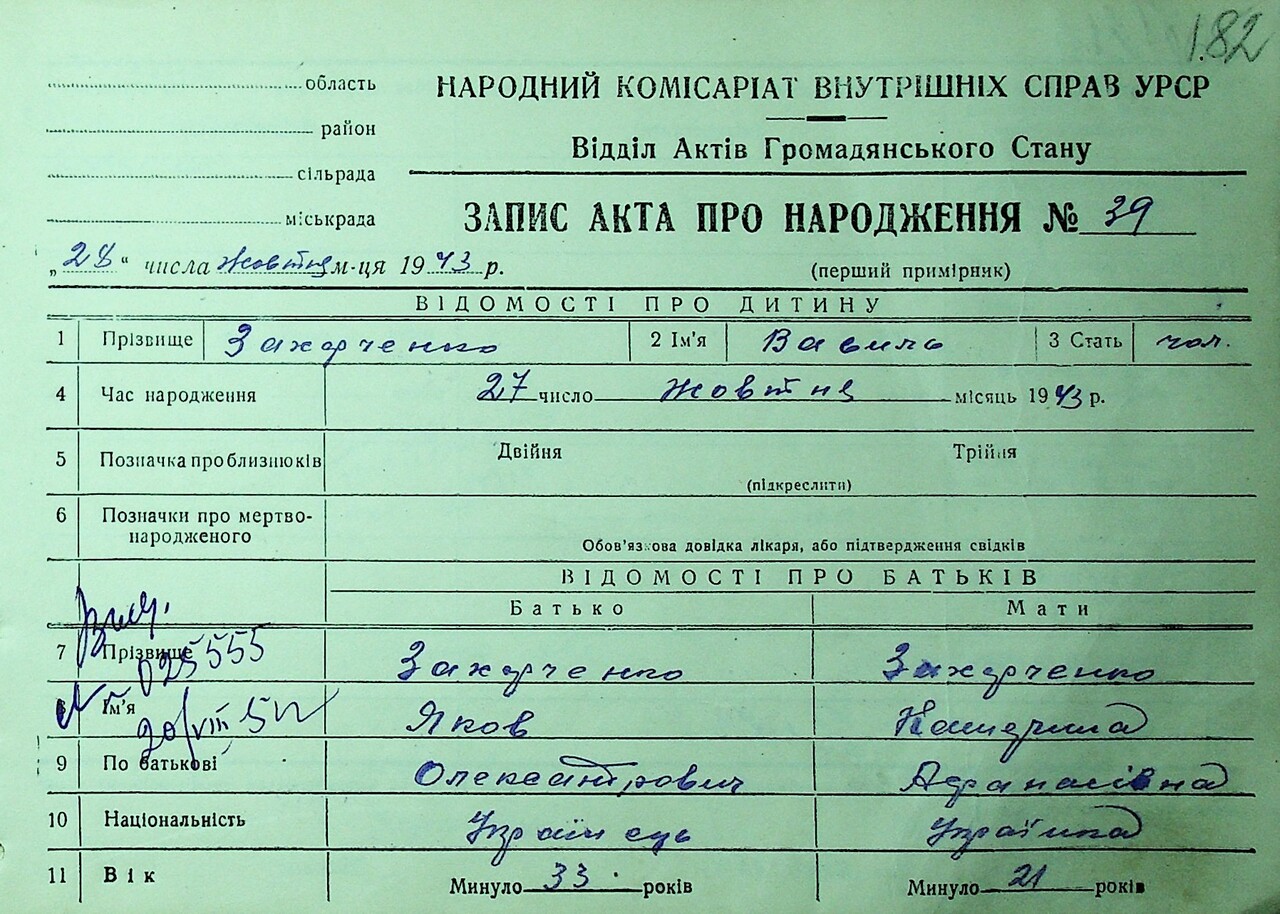 182
область
район
сільрада
міськрада
НАРОДНИЙ КОМІСАРІАТ ВНУТРІШНІХ СПРАВ УРСР
Відділ Актів Громадянського Стану
ЗАПИС АКТА ПРО НАРОДЖЕННЯ № 39
„28“ числа Жовтня м-ця 1943 р.
(перший примірник)
ВІДОМОСТІ ПРО ДИТИНУ
1 Прізвище Захарченко 2 Ім'я Василь 3 Стать чол.
4 Час народження 27 число Жовтня місяць 1943 р.
5 Позначка про близнюків Двійня Трійня
(підкреслити)
6 Позначки про мертво-
народженого
Обов'язкова довідка лікаря, або підтвердження свідків
ВІДОМОСТІ ПРО БАТЬКІВ
Батько Мати
7 Прізвище Захарченко Захарченко
025555
8 Ім'я Яков
20/VIII 5
9 По батькові Олександрович Афанасівна
10 Національність Українець Українка
11 Вік Минуло 33 років Минуло 21 років